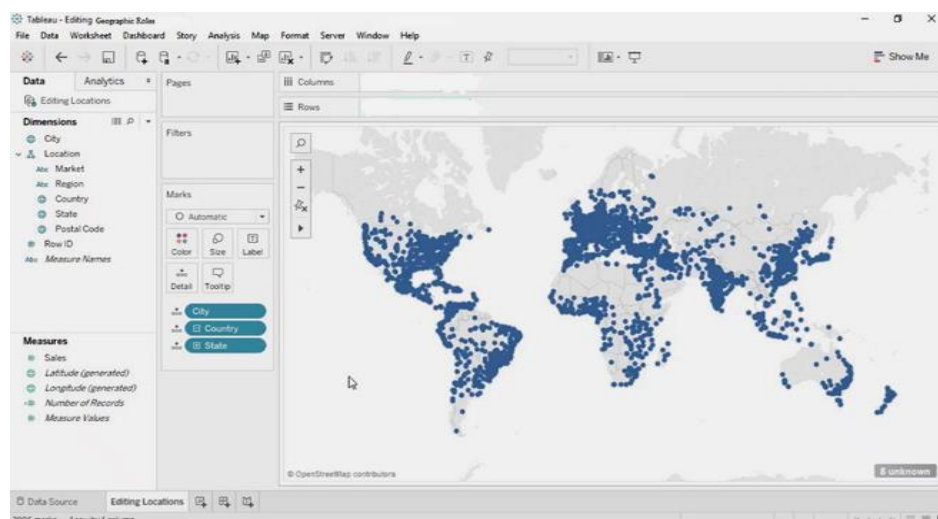 Tableau - Editing Geographic Roles
File Data Worksheet Dashboard Story Analysis Map Format Server Window Help
Show Me
Data Analytics
Pages
Columns
Editing Locations
Rows
Dimensions
City
Location
Abc Market
Abc Region
Country
State
Postal Code
Row ID
Abc Measure Names
Filters
Marks
Automatic
Color Size Label
Detail Tooltip
City
Country
State
Measures
Sales
Latitude (generated)
Longitude (generated)
Number of Records
Measure Values
© OpenStreetMap contributors
8 unknown
Data Source Editing Locations